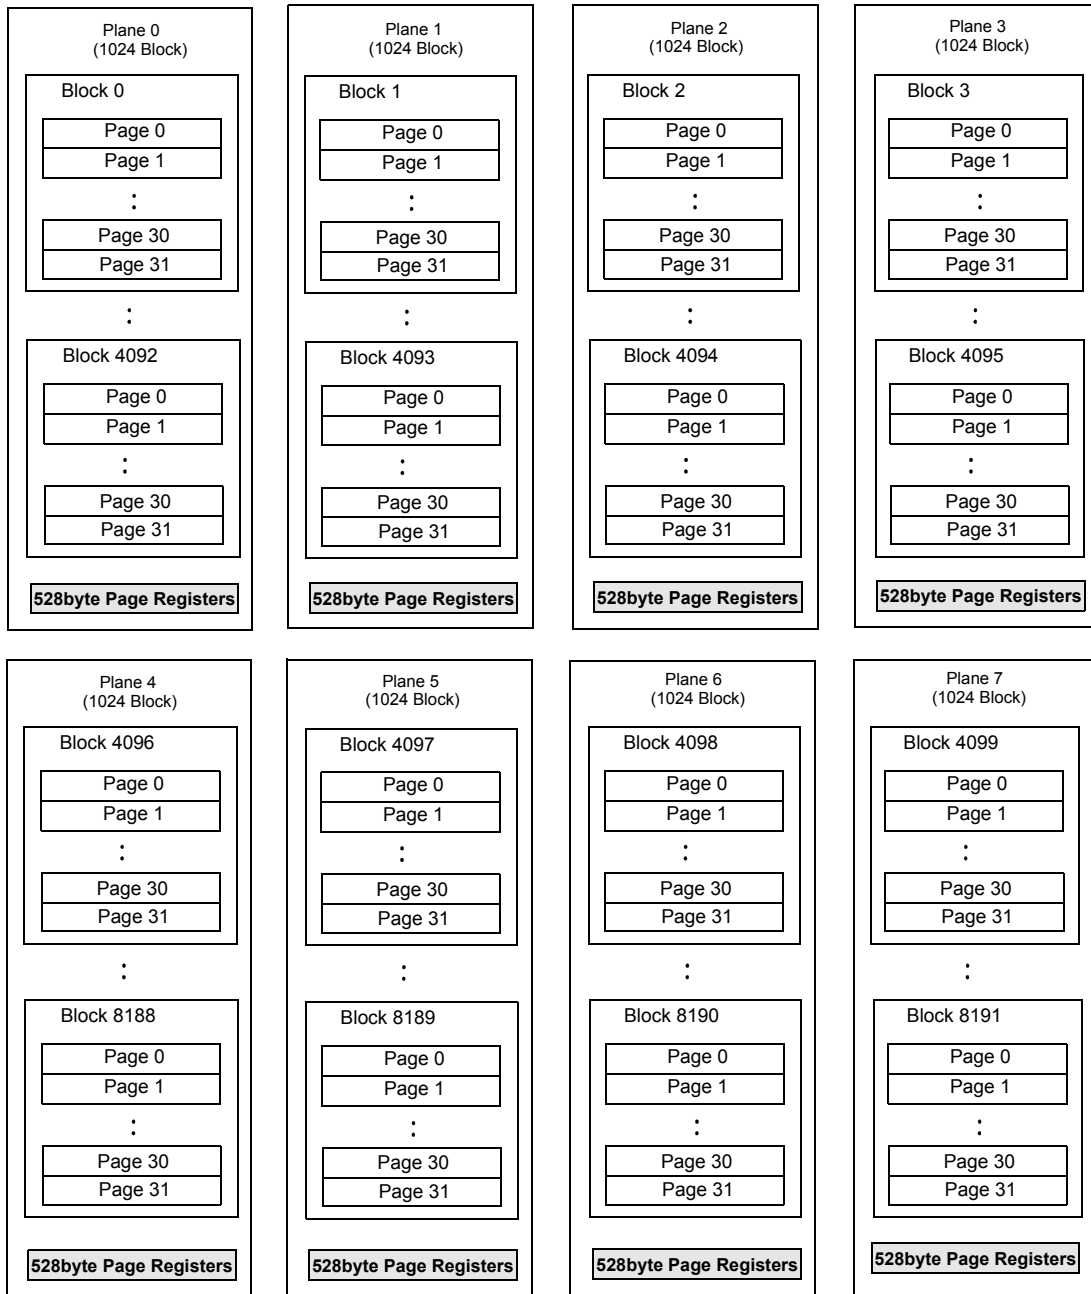 Plane 0
(1024 Block)
Block 0
Page 0
Page 1
:
Page 30
Page 31
:
Block 4092
Page 0
Page 1
:
Page 30
Page 31
528byte Page Registers
Plane 1
(1024 Block)
Block 1
Page 0
Page 1
:
Page 30
Page 31
:
Block 4093
Page 0
Page 1
:
Page 30
Page 31
528byte Page Registers
Plane 2
(1024 Block)
Block 2
Page 0
Page 1
:
Page 30
Page 31
:
Block 4094
Page 0
Page 1
:
Page 30
Page 31
528byte Page Registers
Plane 3
(1024 Block)
Block 3
Page 0
Page 1
:
Page 30
Page 31
:
Block 4095
Page 0
Page 1
:
Page 30
Page 31
528byte Page Registers
Plane 4
(1024 Block)
Block 4096
Page 0
Page 1
:
Page 30
Page 31
:
Block 8188
Page 0
Page 1
:
Page 30
Page 31
528byte Page Registers
Plane 5
(1024 Block)
Block 4097
Page 0
Page 1
:
Page 30
Page 31
:
Block 8189
Page 0
Page 1
:
Page 30
Page 31
528byte Page Registers
Plane 6
(1024 Block)
Block 4098
Page 0
Page 1
:
Page 30
Page 31
:
Block 8190
Page 0
Page 1
:
Page 30
Page 31
528byte Page Registers
Plane 7
(1024 Block)
Block 4099
Page 0
Page 1
:
Page 30
Page 31
:
Block 8191
Page 0
Page 1
:
Page 30
Page 31
528byte Page Registers